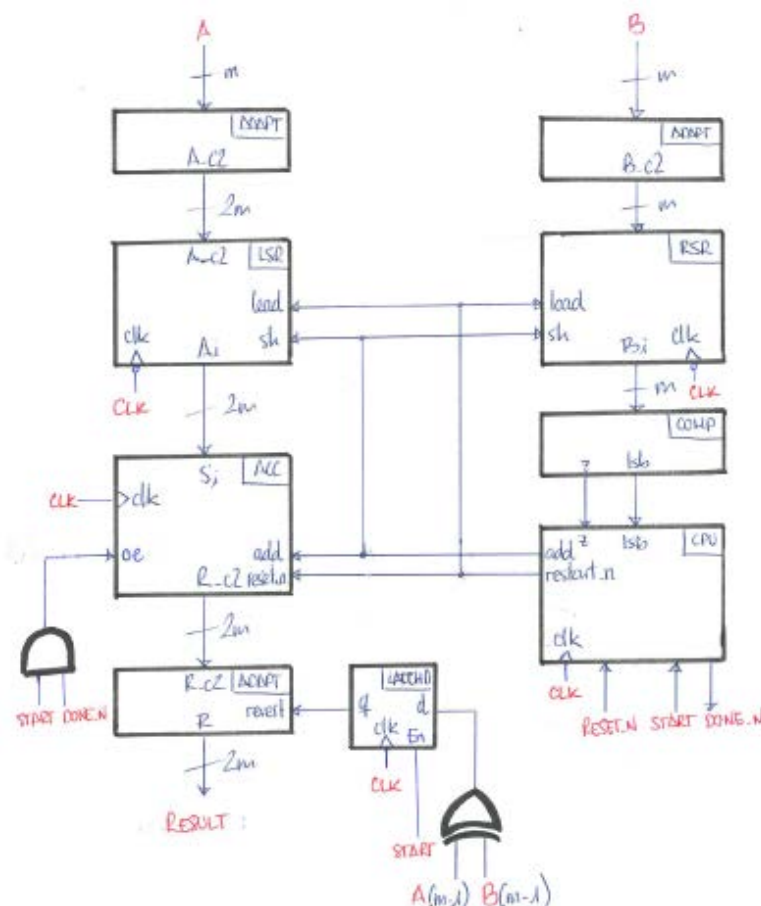 A B
m m
ADAPT ADAPT
A_c2 B_c2
2m m
A_c2 LSR RSR
load load
sh sh
clk Ai Bi clk
CLK 2m m CLK
COMP
Si ACC z lsb
CLK clk
oe add add z lsb CPU
R_c2 reset_n restart_n
2m clk
CLK
R_c2 ADAPT LATCHD
START DONE_N R revert q d RESET_N START DONE_N
clk En
2m CLK
RESULT :
START
A(m-1) B(m-1)